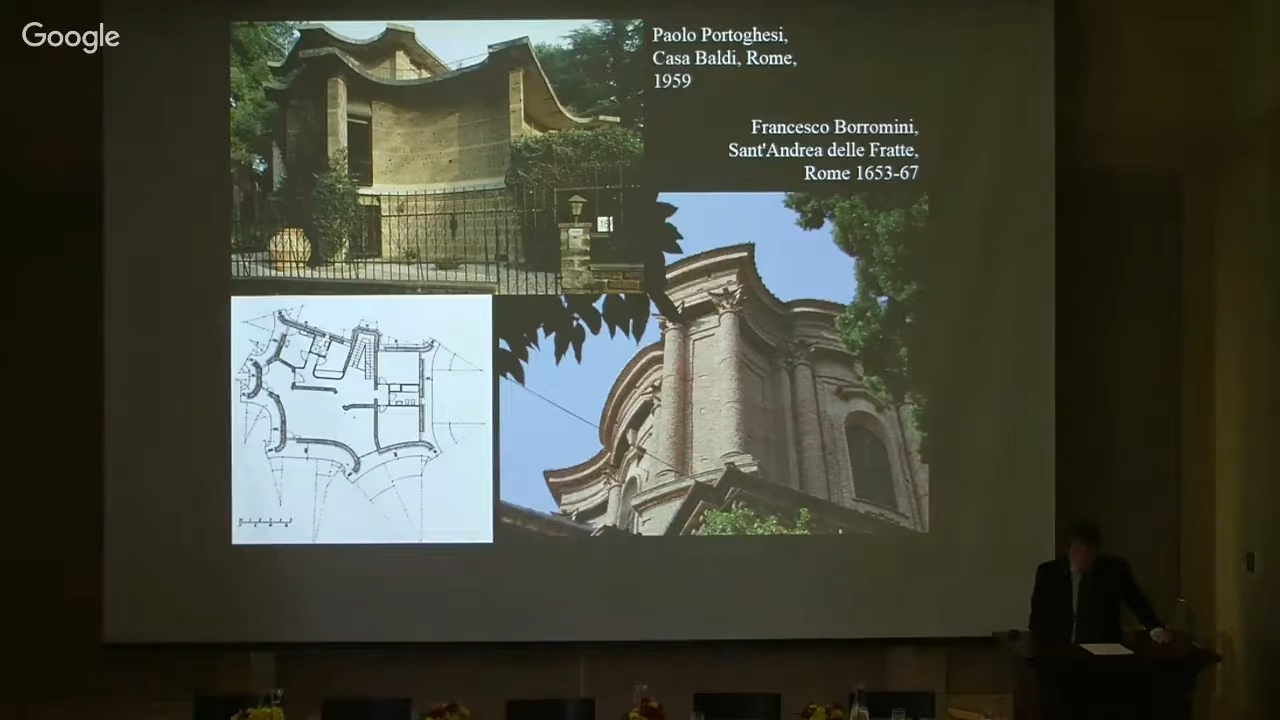 Google
Paolo Portoghesi,
Casa Baldi, Rome,
1959
Francesco Borromini,
Sant'Andrea delle Fratte,
Rome 1653-67